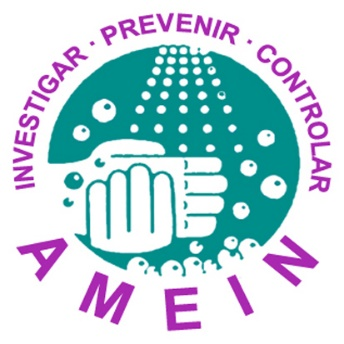 INVESTIGAR · PREVENIR · CONTROLAR
AMEIN